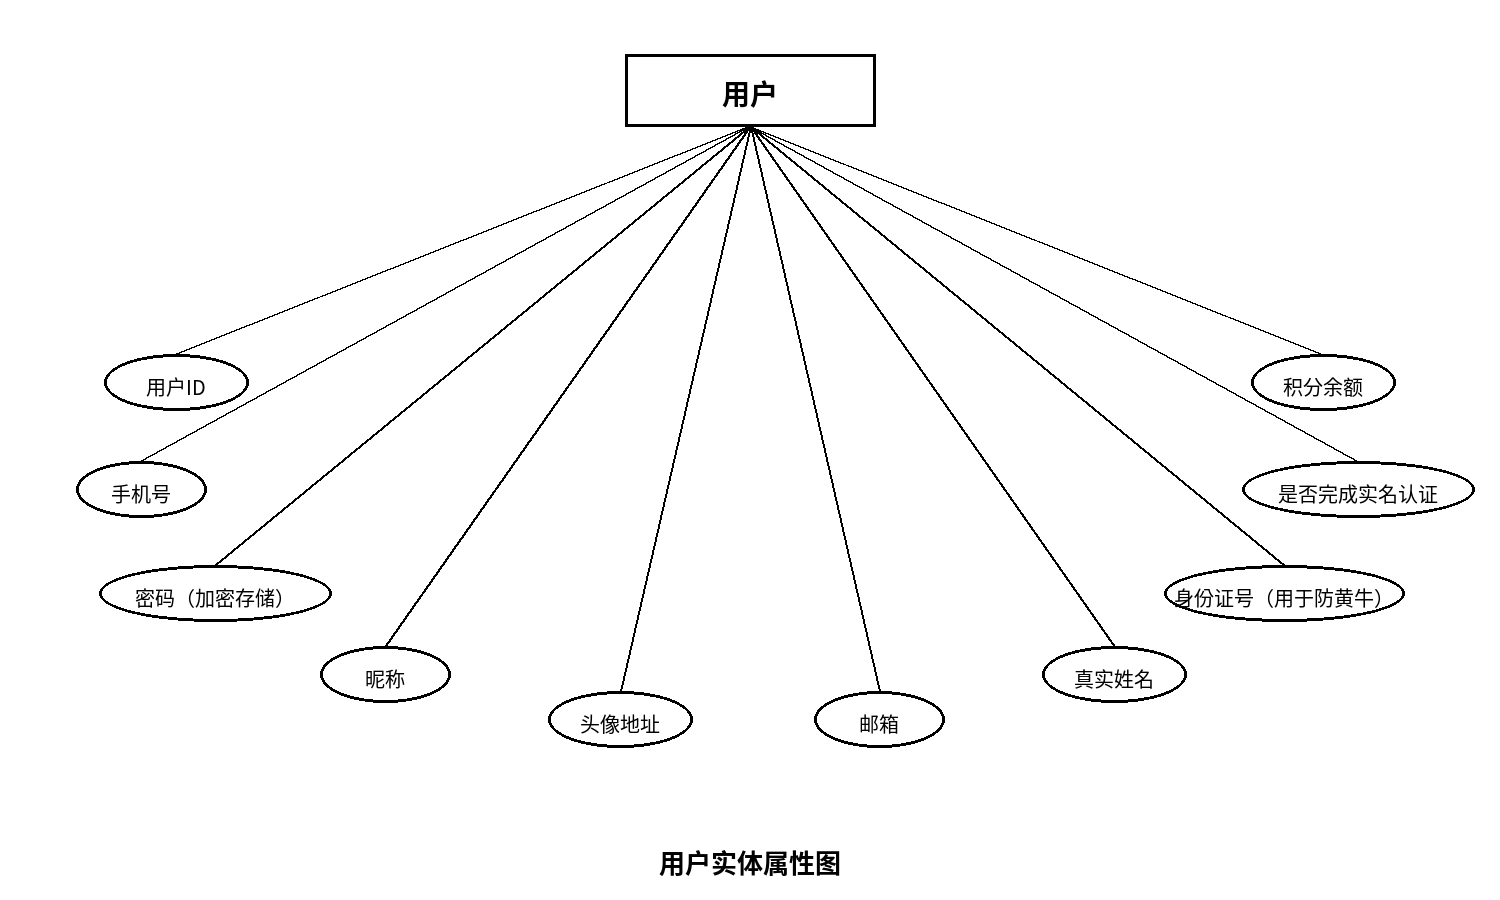 用户
用户ID
积分余额
手机号
是否完成实名认证
密码（加密存储）
身份证号（用于防黄牛）
昵称
真实姓名
头像地址
邮箱
用户实体属性图